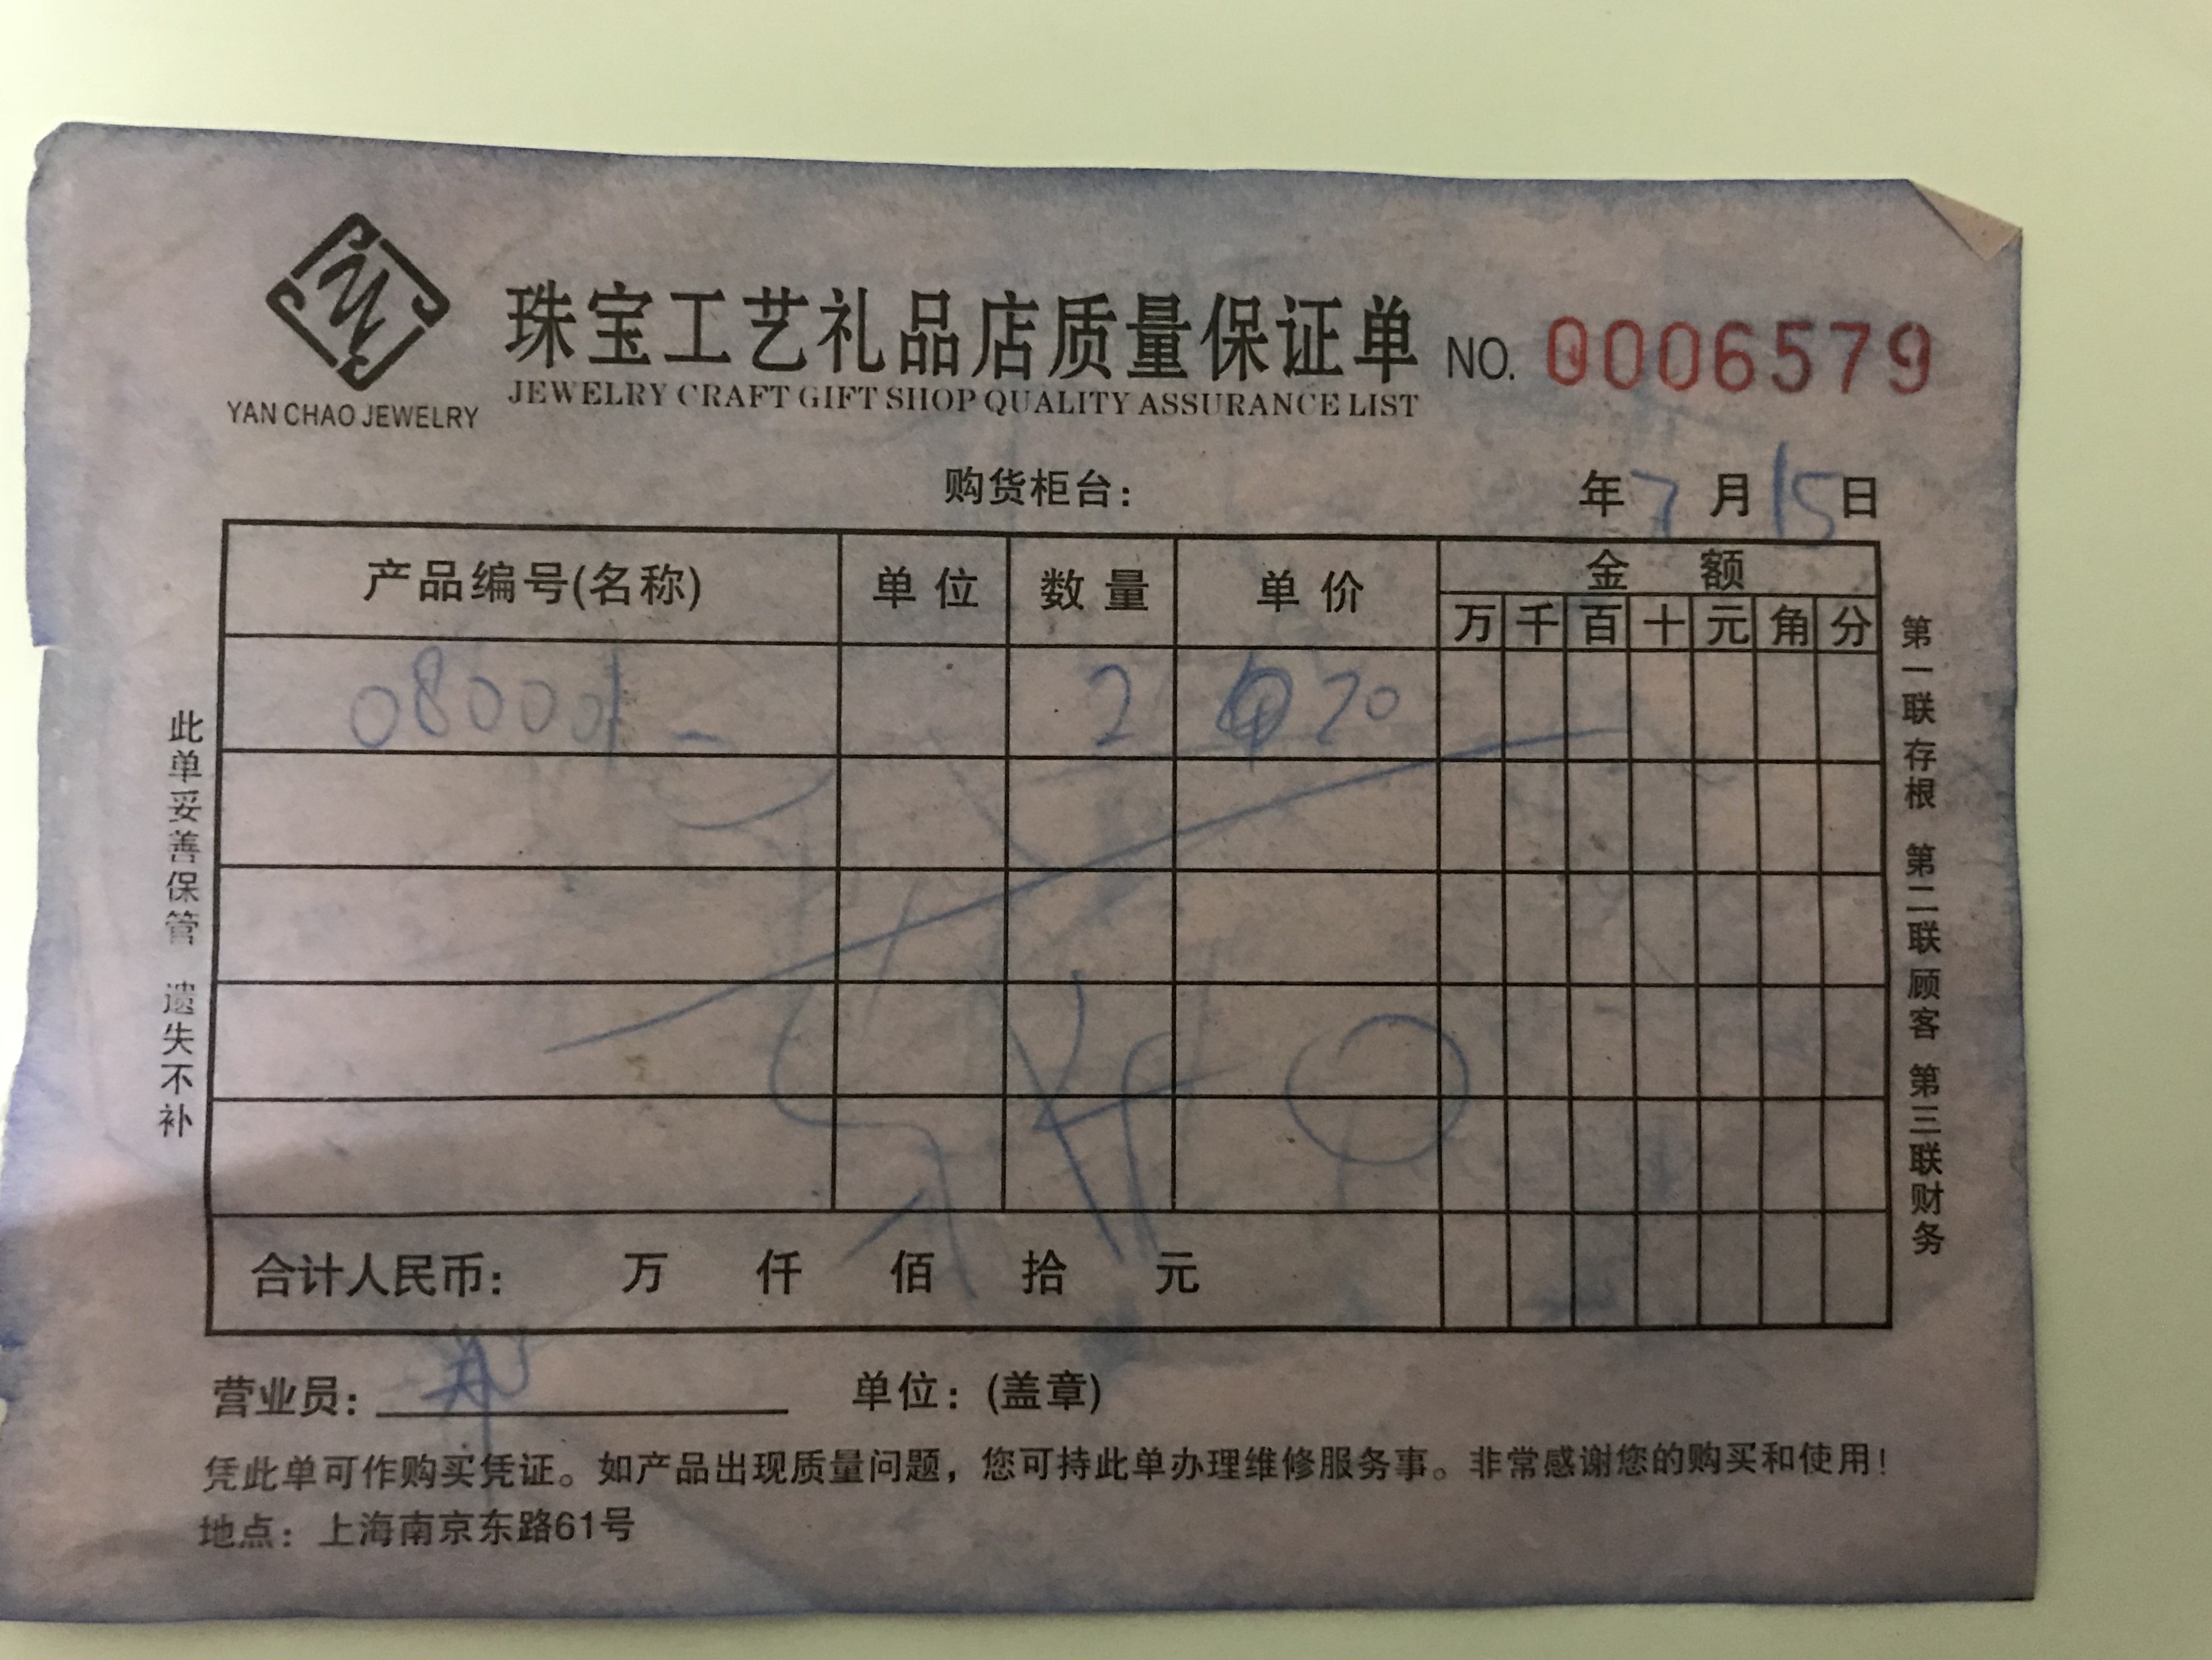 珠宝工艺礼品店质量保证单 NO. 0006579
JEWELRY CRAFT GIFT SHOP QUALITY ASSURANCE LIST
YAN CHAO JEWELRY
购货柜台： 年 7 月 15 日
产品编号(名称) 单位 数量 单价 金额
万 千 百 十 元 角 分
2
合计人民币： 万 仟 佰 拾 元
此单妥善保管 遗失不补
第一联存根 第二联顾客 第三联财务
营业员： 单位：(盖章)
凭此单可作购买凭证。如产品出现质量问题，您可持此单办理维修服务事。非常感谢您的购买和使用！
地点：上海南京东路61号